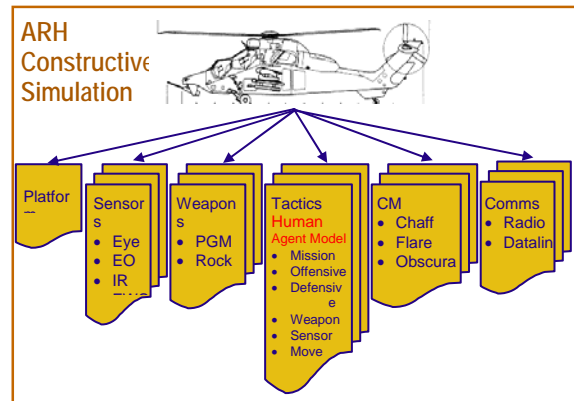 ARH
Constructive
Simulation
Platfor
Sensor
s
• Eye
• EO
• IR
Weapon
s
• PGM
• Rock
Tactics
Human
Agent Model
• Mission
• Offensive
• Defensiv
e
• Weapon
• Sensor
• Move
CM
• Chaff
• Flare
• Obscura
Comms
• Radio
• Datalin